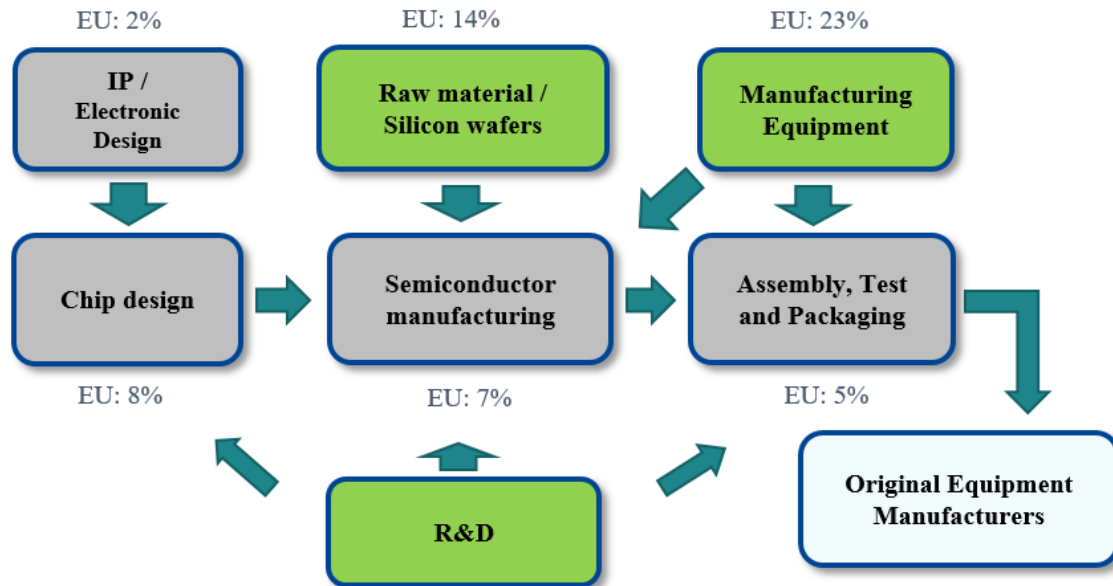 EU: 2%
EU: 14%
EU: 23%
IP /
Electronic
Design
Raw material /
Silicon wafers
Manufacturing
Equipment
Chip design
Semiconductor
manufacturing
Assembly, Test
and Packaging
EU: 8%
EU: 7%
EU: 5%
R&D
Original Equipment
Manufacturers